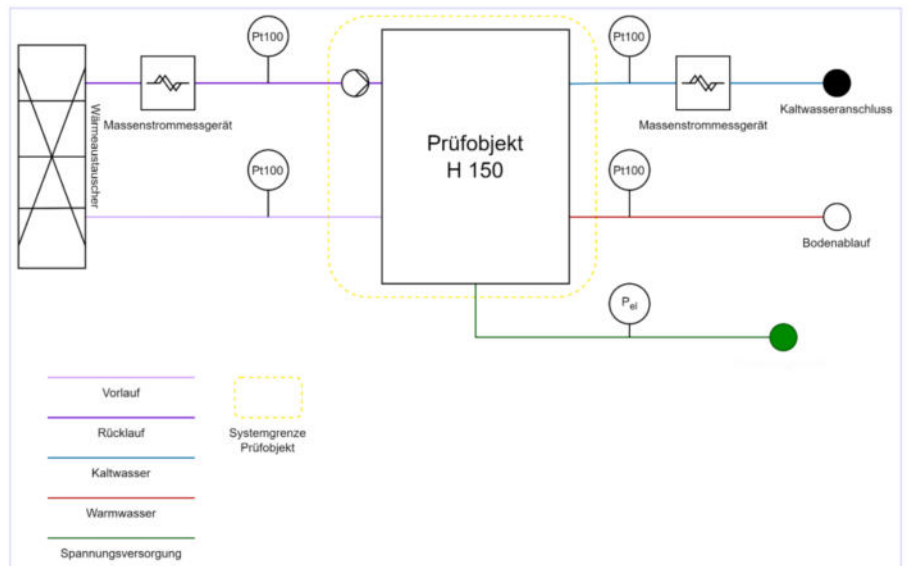 Pt100
Pt100
Massenstrommessgerät
Massenstrommessgerät
Kaltwasseranschluss
Wärmeaustauscher
Prüfobjekt
H 150
Pt100
Pt100
Bodenablauf
Pel
Vorlauf
Rücklauf
Systemgrenze
Prüfobjekt
Kaltwasser
Warmwasser
Spannungsversorgung